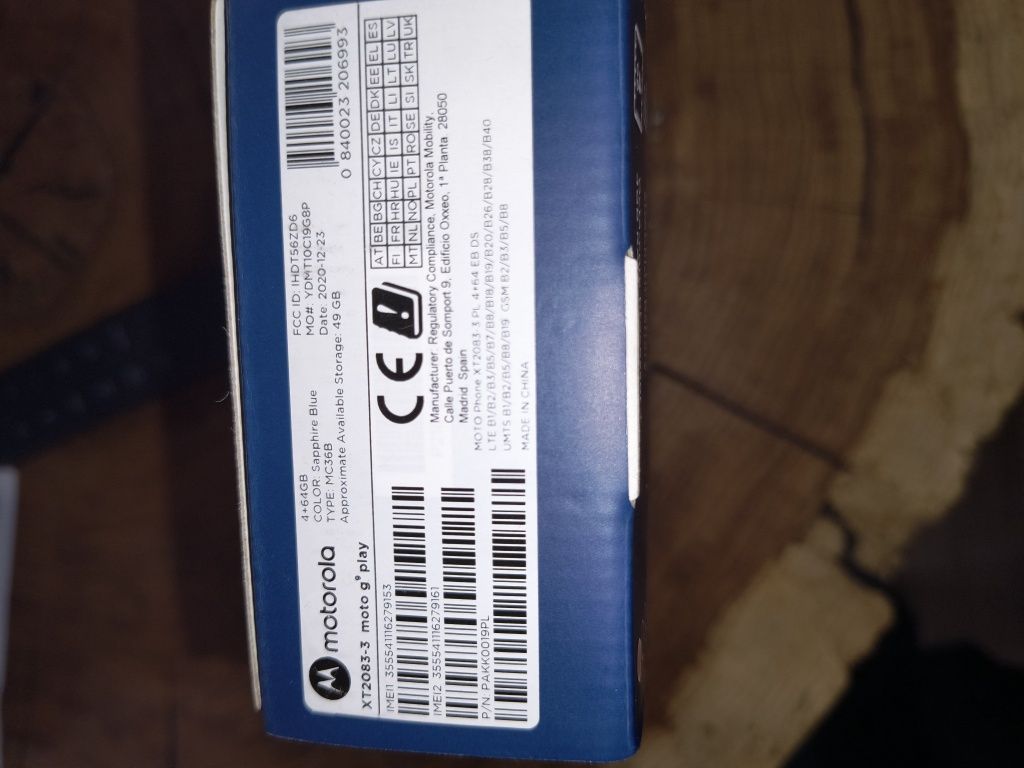 motorola
4+64GB
COLOR: Sapphire Blue
TYPE: MC36B
Approximate Available Storage: 49 GB
FCC ID: IHDT56ZD6
MO#: YDMT10C19G8P
Date: 2020-12-23
0 840023 206993
XT2083-3 moto g⁹ play
IMEI1 355541116279153
IMEI2 355541116279161
P/N: PAKK0019PL
CE
AT BE BG CH CY CZ DE DK EE EL ES
FI FR HR HU IE IS IT LI LT LU LV
MT NL NO PL PT RO SE SI SK TR UK
Manufacturer: Regulatory Compliance, Motorola Mobility,
Calle Puerto de Somport 9, Edificio Oxxeo, 1ª Planta 28050
Madrid Spain
MOTO Phone XT2083-3 PL 4+64 EB DS
LTE B1/B2/B3/B5/B7/B8/B18/B19/B20/B26/B28/B38/B40
UMTS B1/B2/B5/B8/B19 GSM B2/B3/B5/B8
MADE IN CHINA